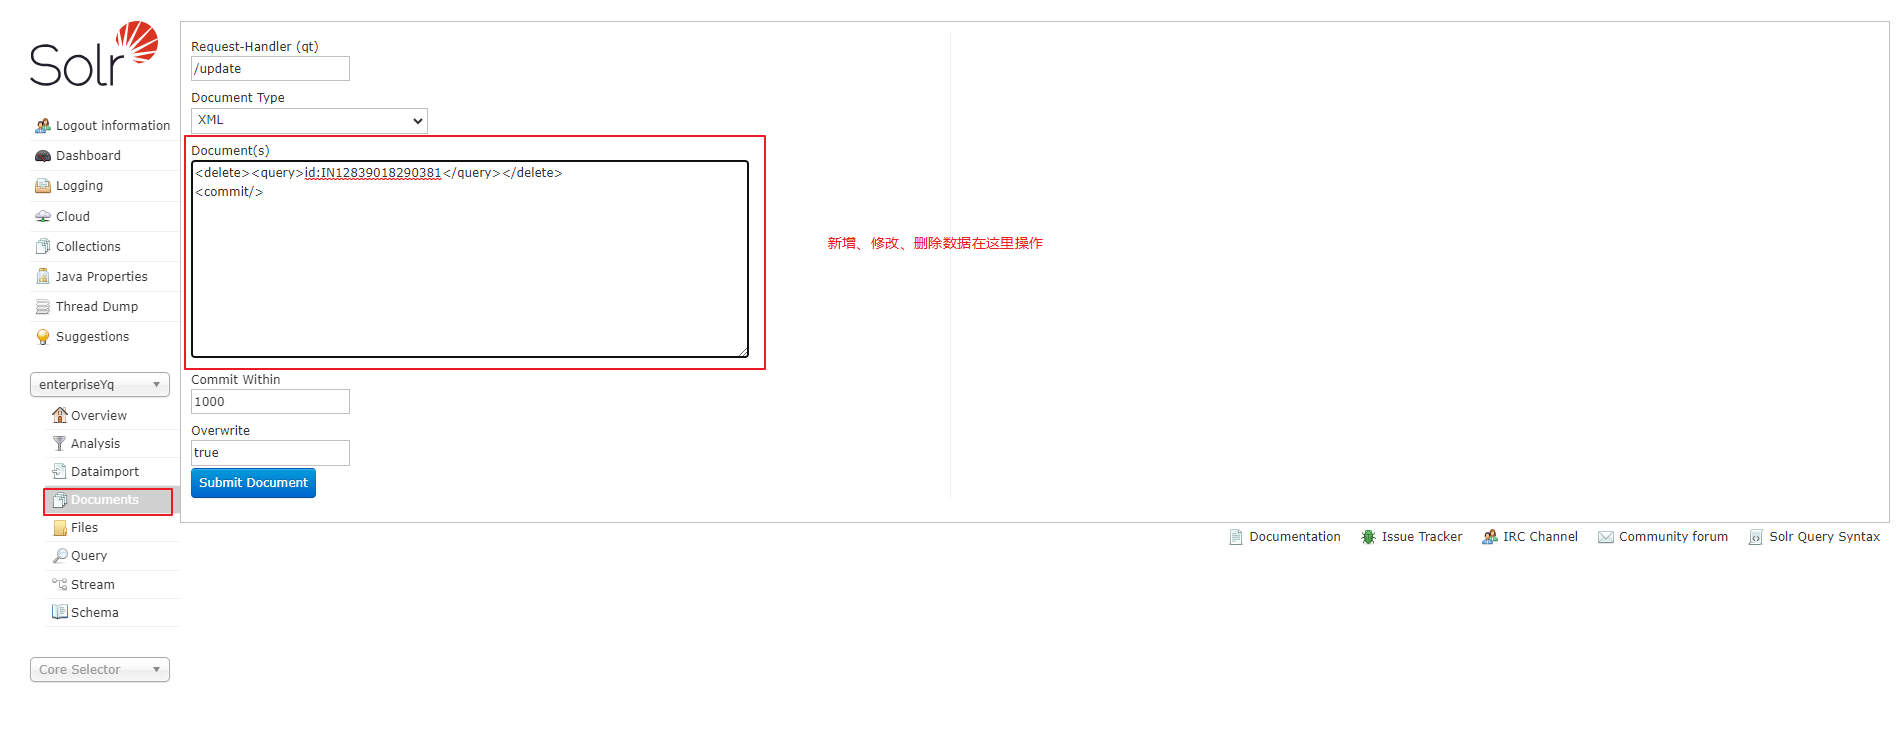 Solr
Logout information
Dashboard
Logging
Cloud
Collections
Java Properties
Thread Dump
Suggestions
enterpriseYq
Overview
Analysis
Dataimport
Documents
Files
Query
Stream
Schema
Core Selector
Request-Handler (qt)
/update
Document Type
XML
Document(s)
<delete><query>id:IN12839018290381</query></delete>
<commit/>
新增、修改、删除数据在这里操作
Commit Within
1000
Overwrite
true
Submit Document
Documentation
Issue Tracker
IRC Channel
Community forum
Solr Query Syntax